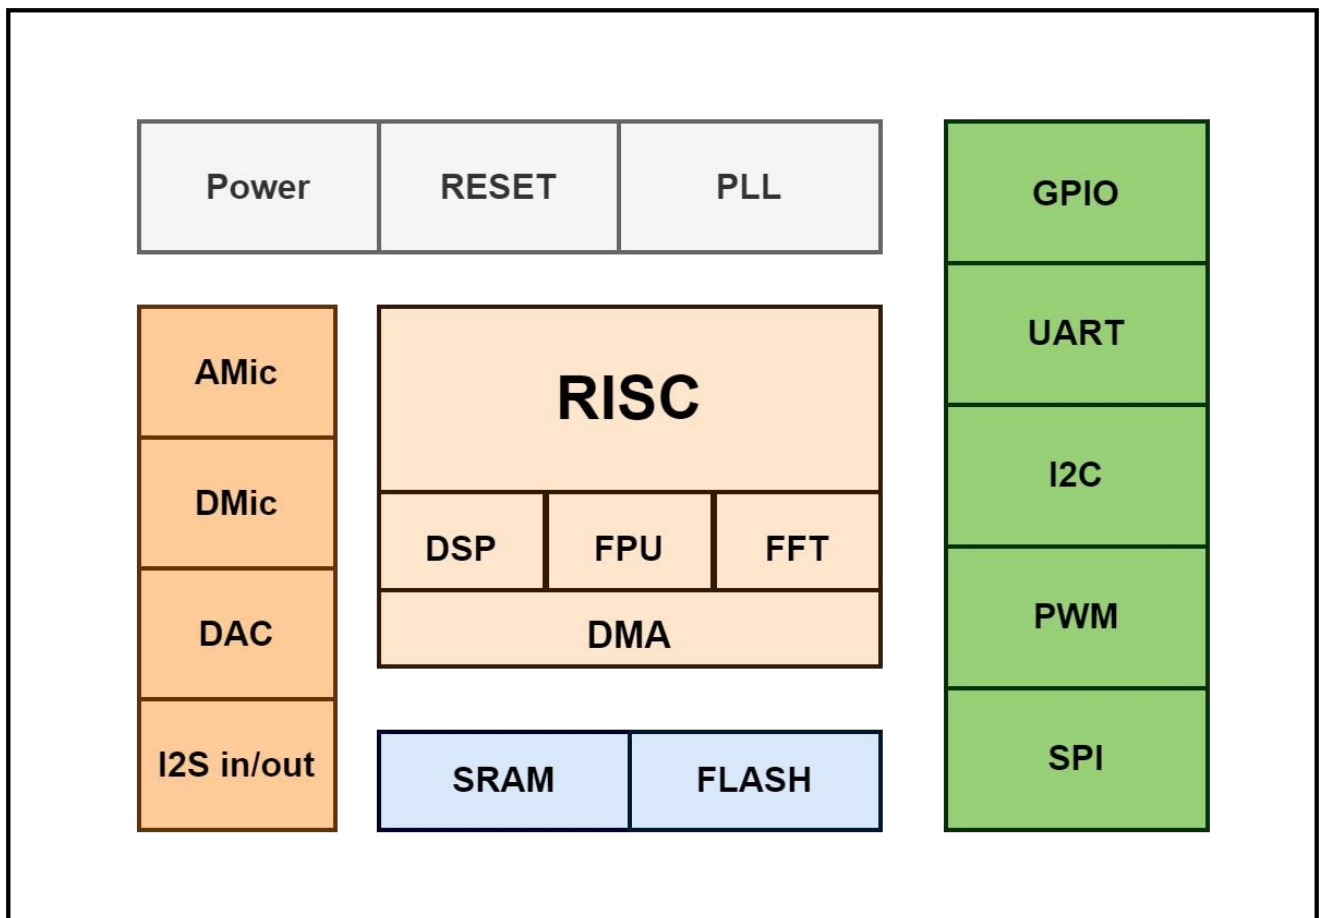 Power
RESET
PLL
AMic
DMic
DAC
I2S in/out
RISC
DSP
FPU
FFT
DMA
SRAM
FLASH
GPIO
UART
I2C
PWM
SPI